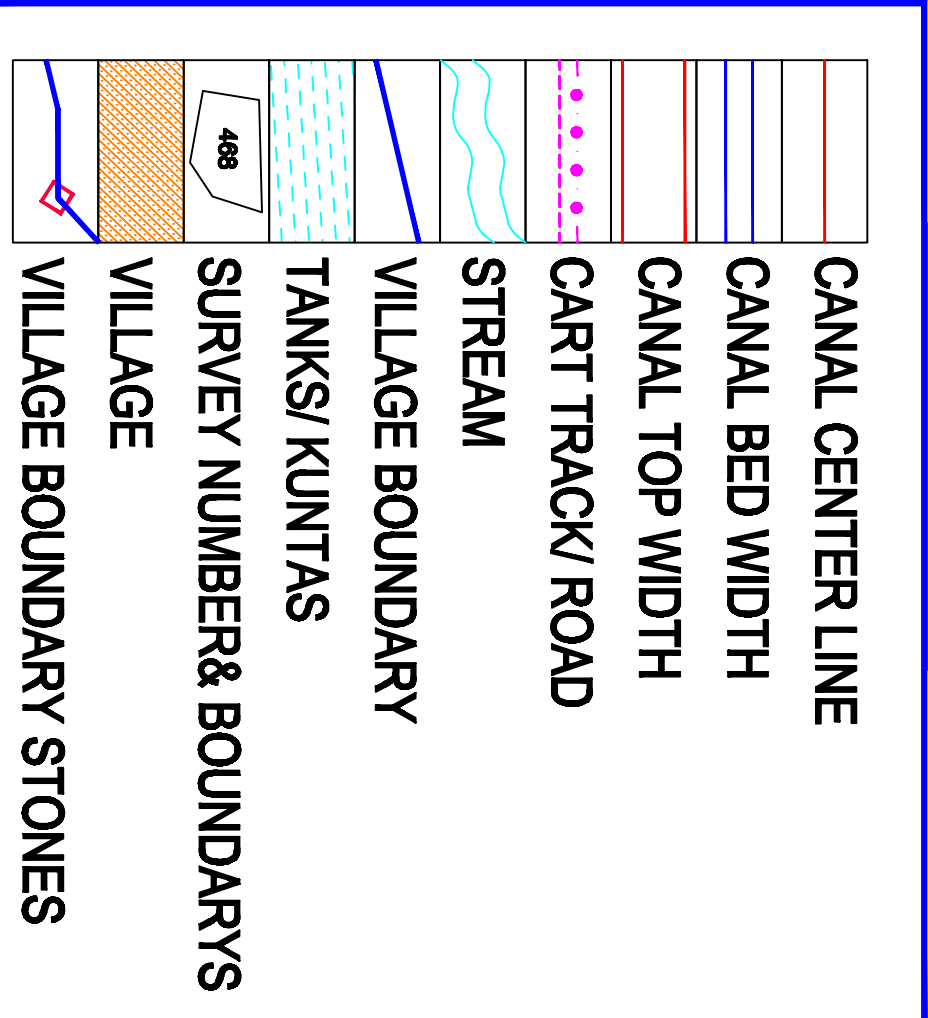 CANAL CENTER LINE
CANAL BED WIDTH
CANAL TOP WIDTH
CART TRACK/ ROAD
STREAM
VILLAGE BOUNDARY
TANKS/ KUNTAS
468 SURVEY NUMBER& BOUNDARYS
VILLAGE
VILLAGE BOUNDARY STONES